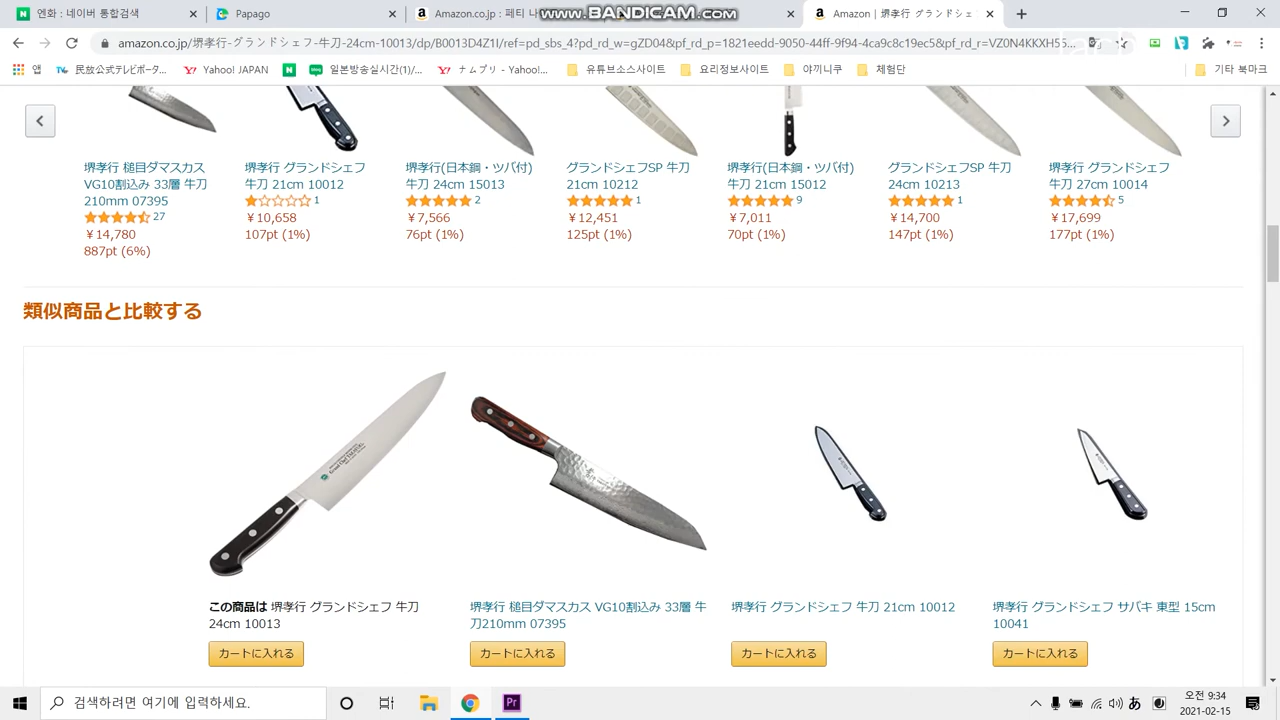 엔화 : 네이버 통합검색
Papago
Amazon.co.jp : 페티 나이
www.BANDICAM.com
Amazon | 堺孝行 グランドシェフ
amazon.co.jp/堺孝行-グランドシェフ-牛刀-24cm-10013/dp/B0013D4Z1I/ref=pd_sbs_4?pd_rd_w=gZD04&pf_rd_p=1821eedd-9050-44ff-9f94-4ca9c8c19ec5&pf_rd_r=VZ0N4KKXH55...
앱
民放公式テレビポータ...
Yahoo! JAPAN
일본방송실시간(1)/...
ナムプリ - Yahoo!...
유튜브소스사이트
요리정보사이트
야끼니쿠
체험단
기타 북마크
堺孝行 槌目ダマスカス
VG10割込み 33層 牛刀
210mm 07395
27
￥14,780
887pt (6%)
堺孝行 グランドシェフ
牛刀 21cm 10012
1
￥10,658
107pt (1%)
堺孝行(日本鋼・ツバ付)
牛刀 24cm 15013
2
￥7,566
76pt (1%)
グランドシェフSP 牛刀
21cm 10212
1
￥12,451
125pt (1%)
堺孝行(日本鋼・ツバ付)
牛刀 21cm 15012
9
￥7,011
70pt (1%)
グランドシェフSP 牛刀
24cm 10213
1
￥14,700
147pt (1%)
堺孝行 グランドシェフ
牛刀 27cm 10014
5
￥17,699
177pt (1%)
類似商品と比較する
この商品は 堺孝行 グランドシェフ 牛刀
24cm 10013
カートに入れる
堺孝行 槌目ダマスカス VG10割込み 33層 牛
刀210mm 07395
カートに入れる
堺孝行 グランドシェフ 牛刀 21cm 10012
カートに入れる
堺孝行 グランドシェフ サバキ 東型 15cm
10041
カートに入れる
검색하려면 여기에 입력하세요.
Pr
あ
오전 9:34
2021-02-15